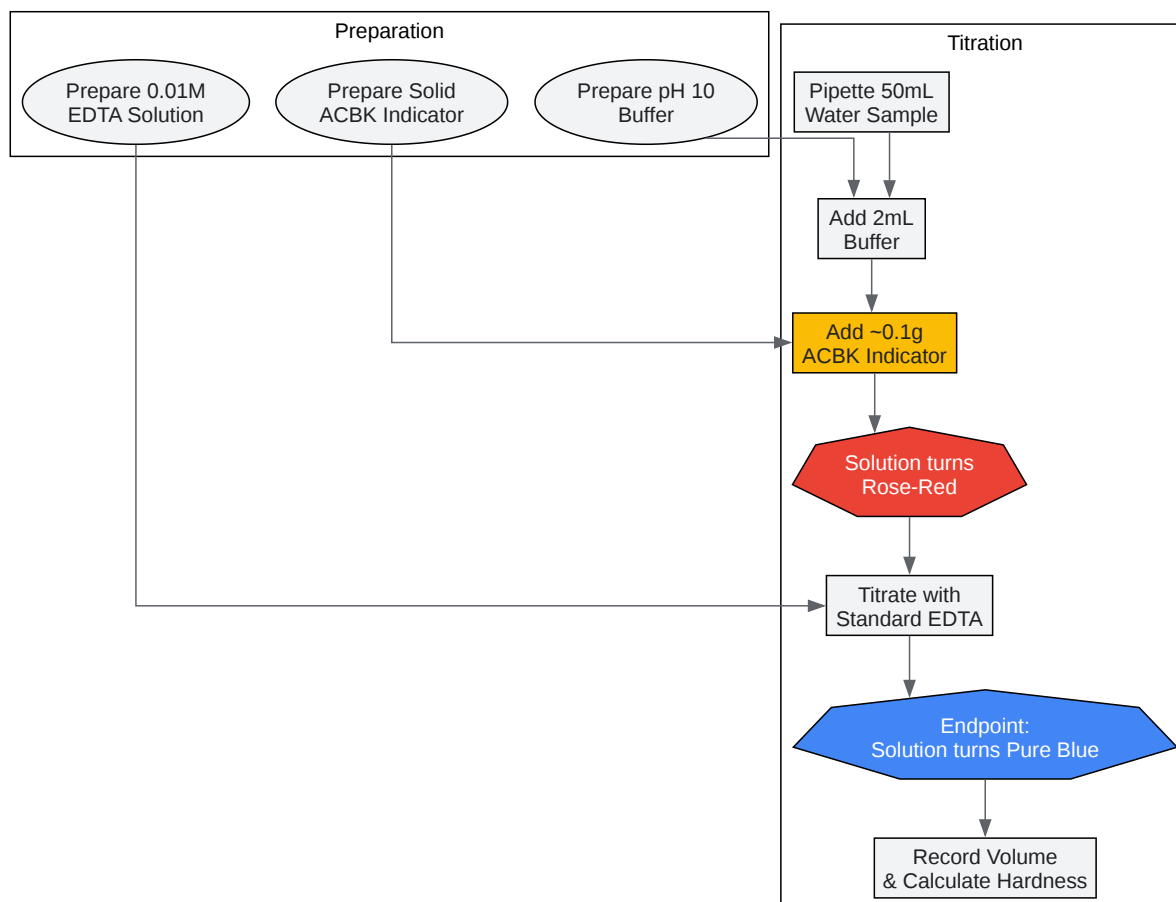 Preparation
Prepare 0.01M
EDTA Solution
Prepare Solid
ACBK Indicator
Prepare pH 10
Buffer
Titration
Pipette 50mL
Water Sample
Add 2mL
Buffer
Add ~0.1g
ACBK Indicator
Solution turns
Rose-Red
Titrate with
Standard EDTA
Endpoint:
Solution turns Pure Blue
Record Volume
& Calculate Hardness